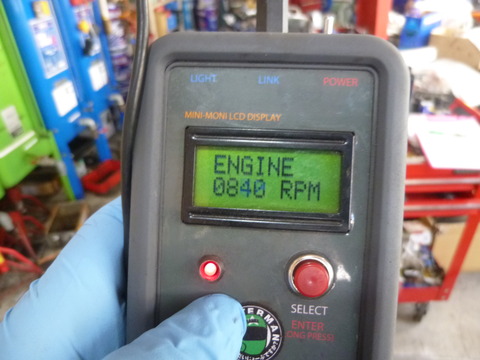 LIGHT LINK POWER
MINI MONI LCD DISPLAY
ENGINE
0840 RPM
SELECT
ENTER